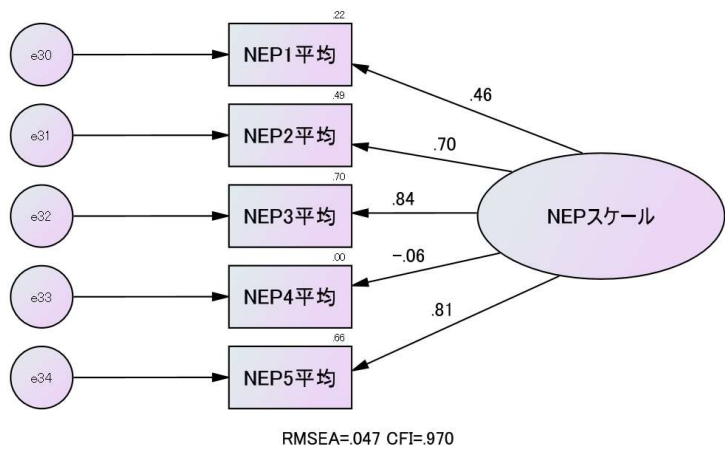 .22
e30
NEP1平均
.46
.49
e31
NEP2平均
.70
.70
e32
NEP3平均
.84
NEPスケール
.00
e33
NEP4平均
-.06
.66
e34
NEP5平均
.81
RMSEA=.047 CFI=.970